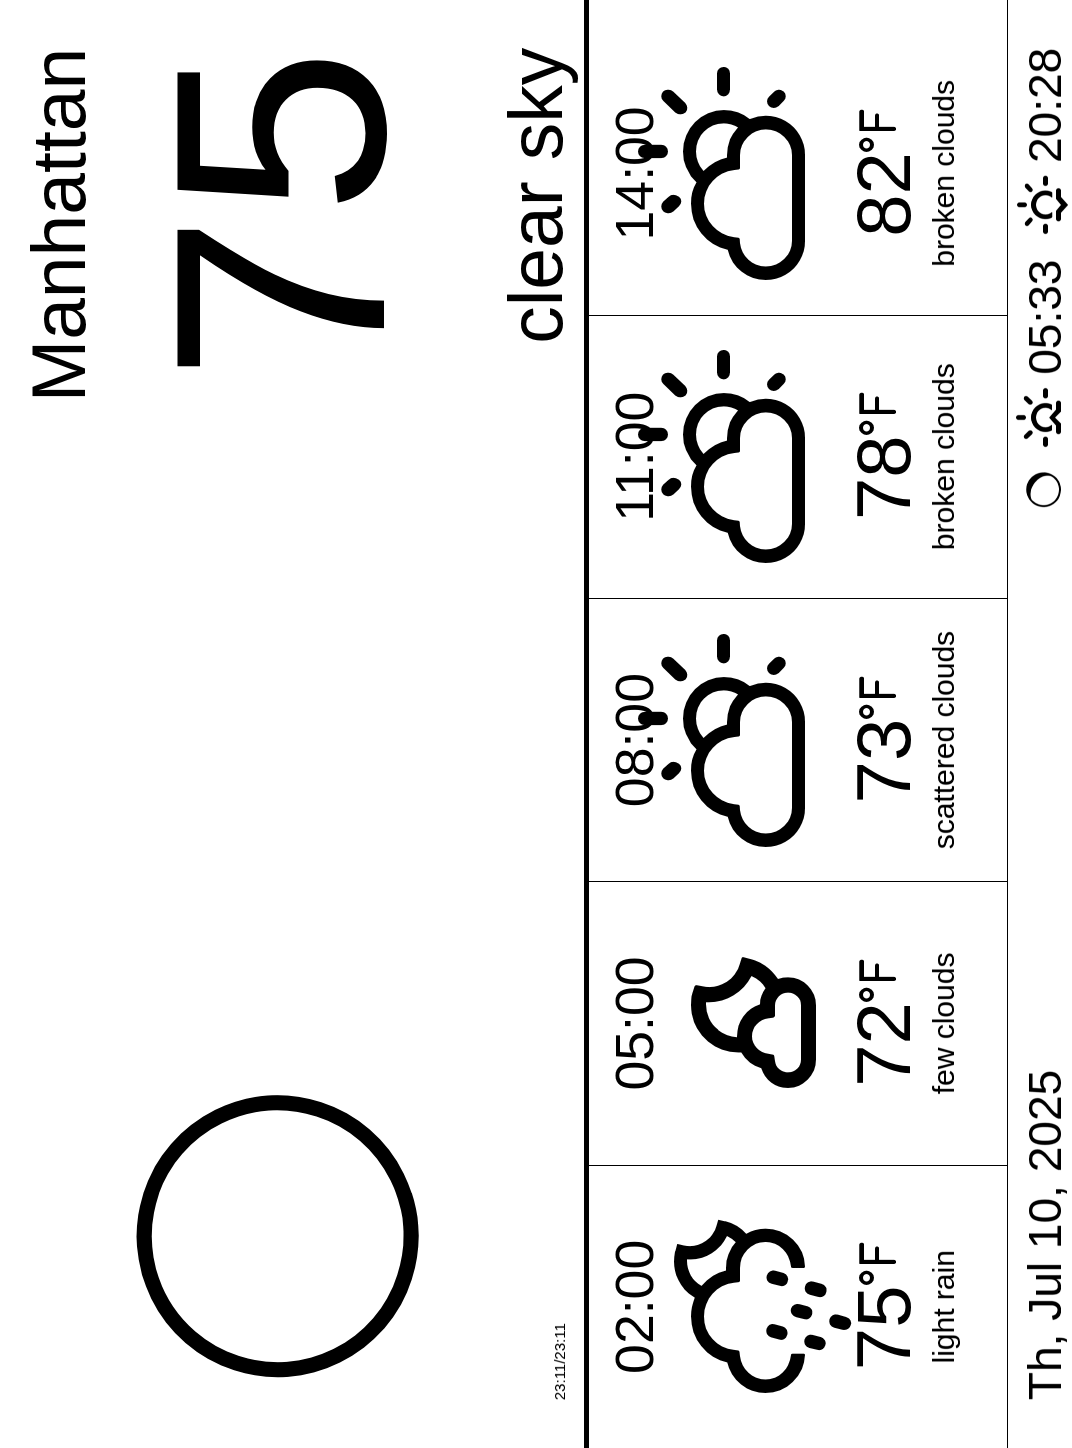 Manhattan
75
clear sky
23:11/23:11
02:00
75°F
light rain
05:00
72°F
few clouds
08:00
73°F
scattered clouds
11:00
78°F
broken clouds
14:00
82°F
broken clouds
Th, Jul 10, 2025
05:33
20:28